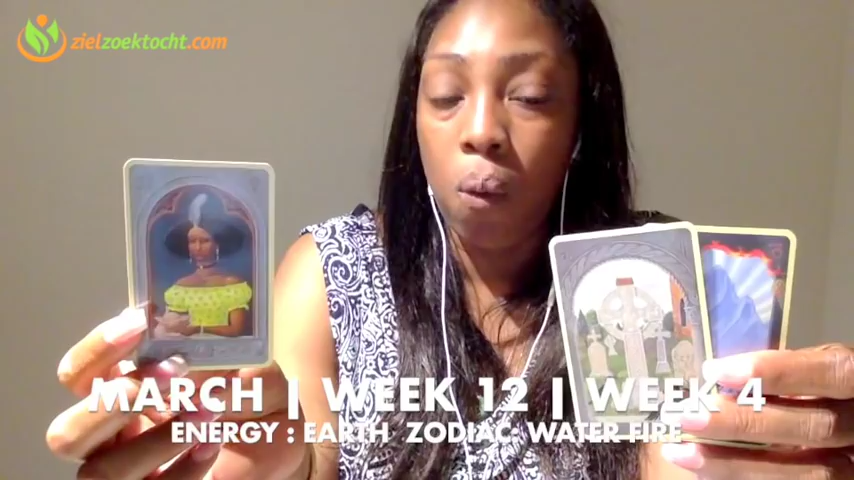 zielzoektocht.com
MARCH | WEEK 12 | WEEK 4
ENERGY : EARTH ZODIAC: WATER FIRE